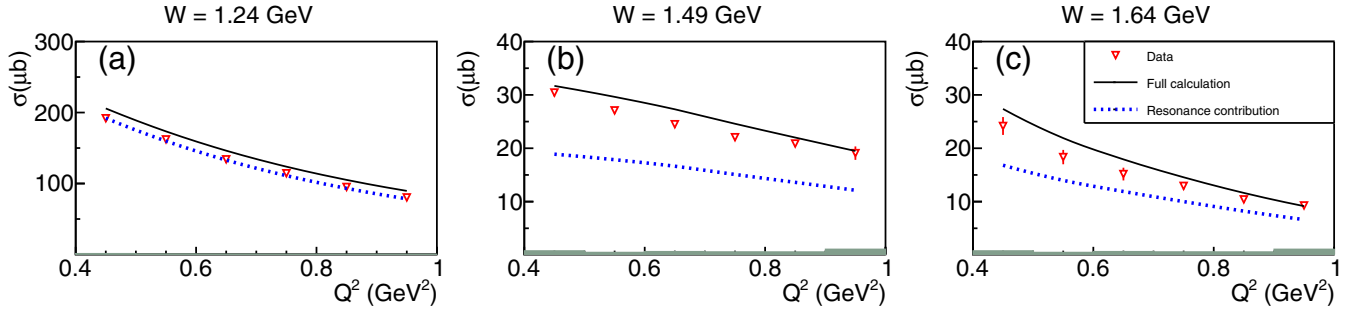 W = 1.24 GeV
W = 1.49 GeV
W = 1.64 GeV
(a)
σ(μb)
300
200
100
0.4
0.6
0.8
1
Q² (GeV²)
(b)
σ(μb)
40
30
20
10
0.4
0.6
0.8
1
Q² (GeV²)
(c)
σ(μb)
40
30
20
10
0.4
0.6
0.8
1
Q² (GeV²)
Data
Full calculation
Resonance contribution